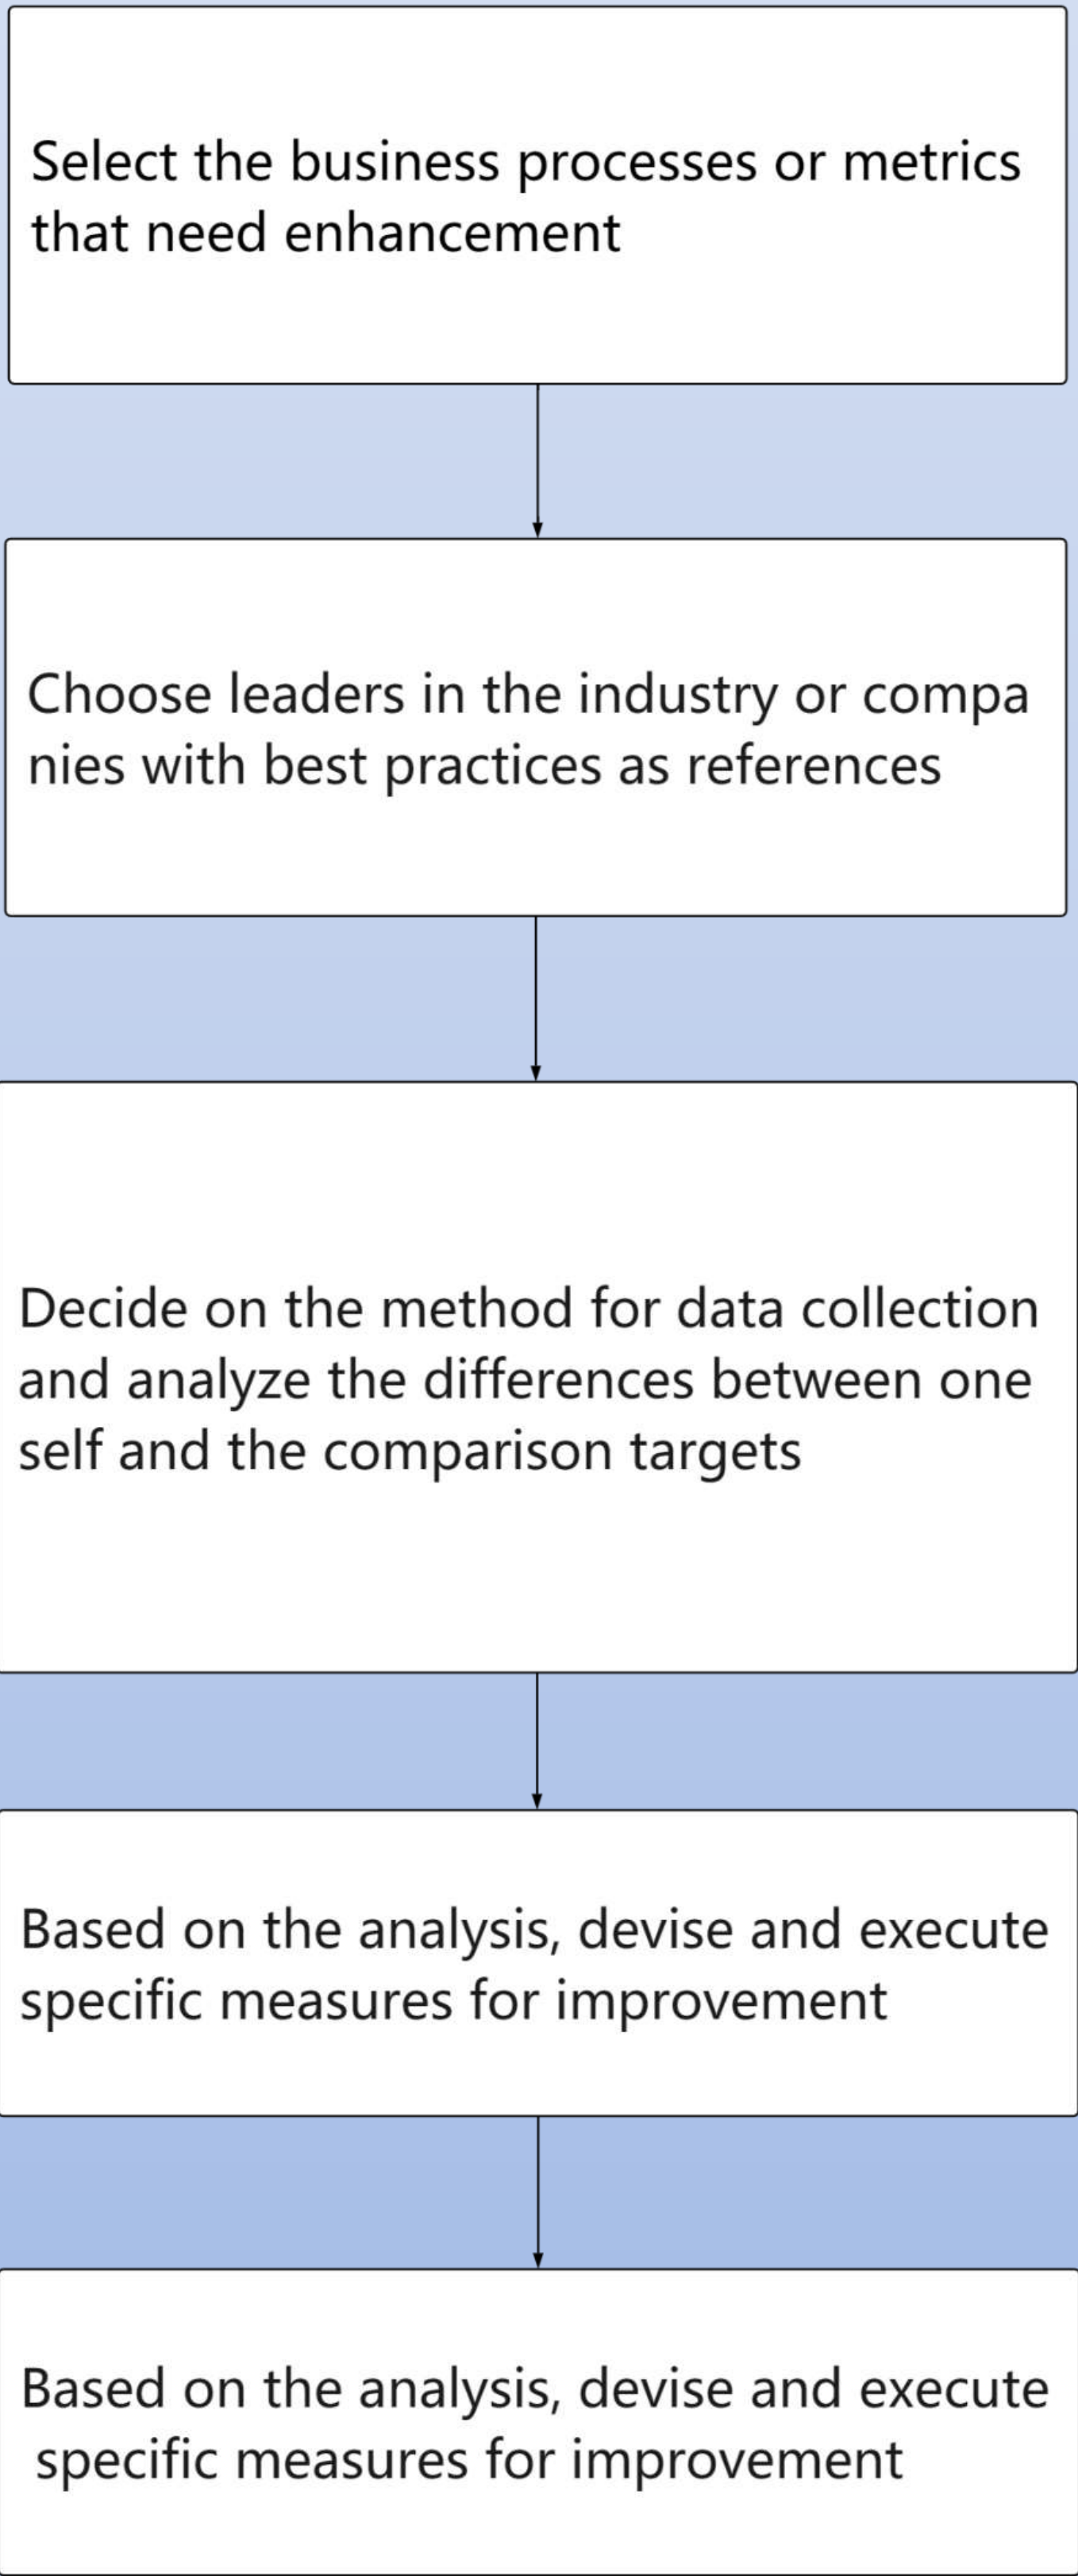 Select the business processes or metrics
that need enhancement
Choose leaders in the industry or compa
nies with best practices as references
Decide on the method for data collection
and analyze the differences between one
self and the comparison targets
Based on the analysis, devise and execute
specific measures for improvement
Based on the analysis, devise and execute
specific measures for improvement